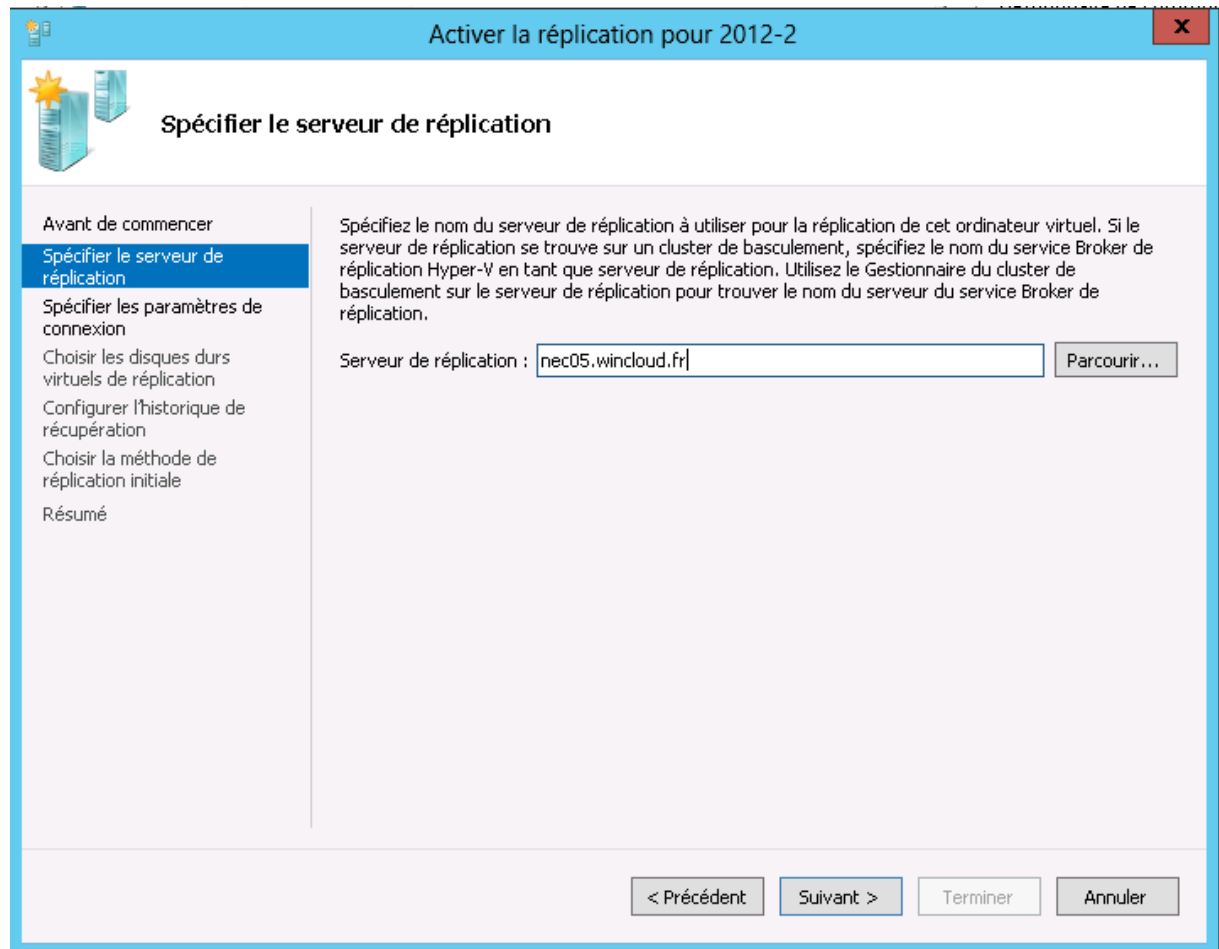 Activer la réplication pour 2012-2
x
Spécifier le serveur de réplication
Avant de commencer
Spécifier le serveur de
réplication
Spécifier les paramètres de
connexion
Choisir les disques durs
virtuels de réplication
Configurer l'historique de
récupération
Choisir la méthode de
réplication initiale
Résumé
Spécifiez le nom du serveur de réplication à utiliser pour la réplication de cet ordinateur virtuel. Si le
serveur de réplication se trouve sur un cluster de basculement, spécifiez le nom du service Broker de
réplication Hyper-V en tant que serveur de réplication. Utilisez le Gestionnaire du cluster de
basculement sur le serveur de réplication pour trouver le nom du serveur du service Broker de
réplication.
Serveur de réplication : nec05.wincloud.fr Parcourir...
< Précédent Suivant > Terminer Annuler